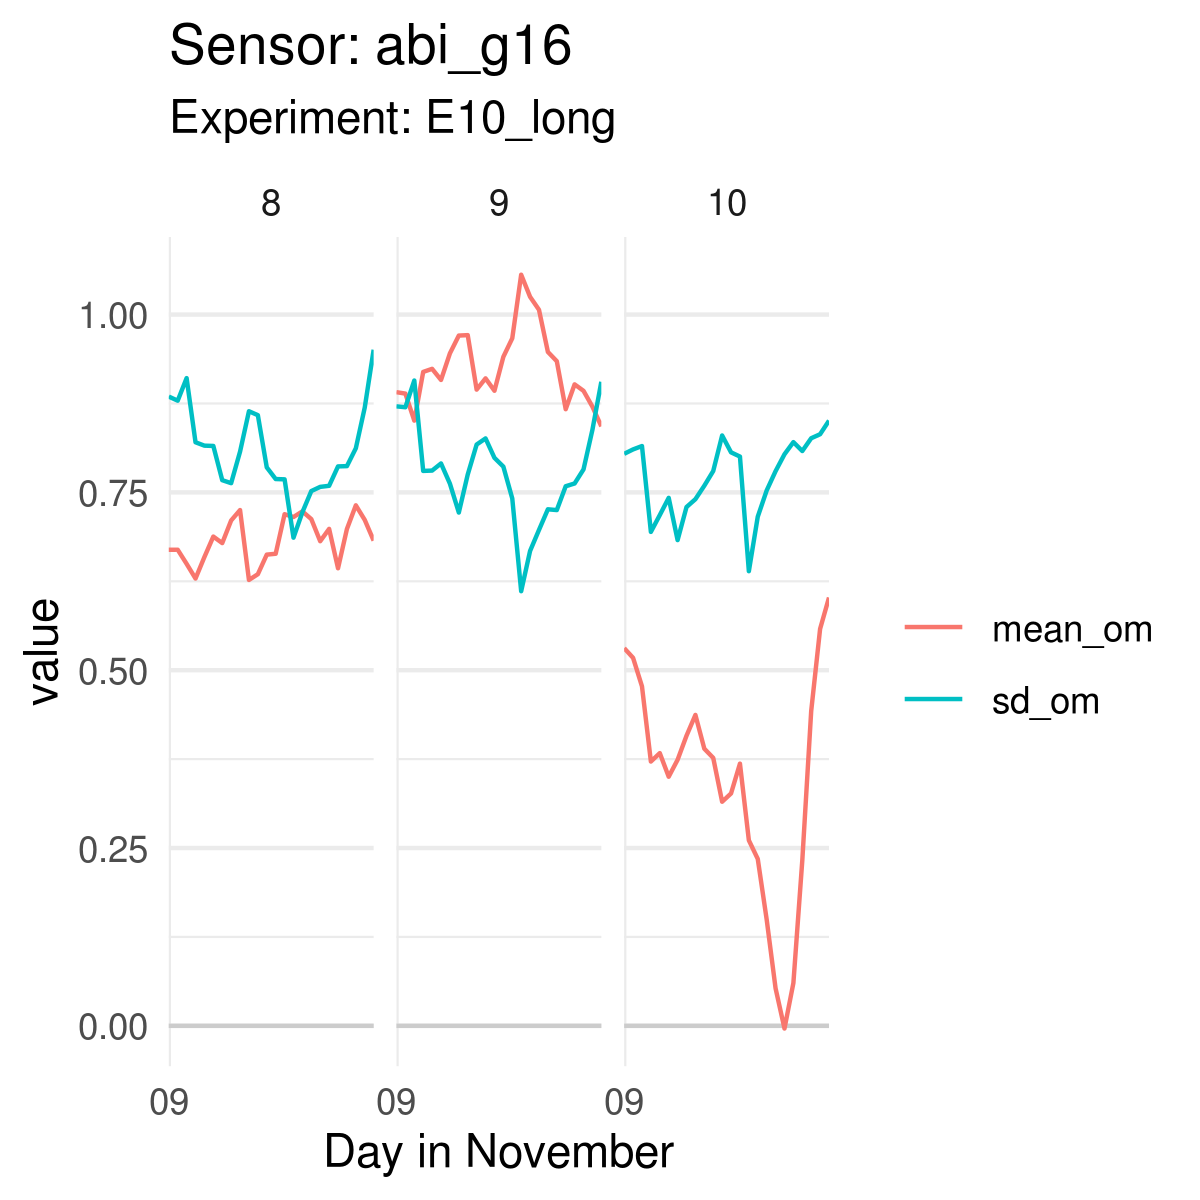 Sensor: abi_g16
Experiment: E10_long
8 9 10
1.00
0.75
0.50
0.25
0.00
value
09 09 09
Day in November
mean_om
sd_om